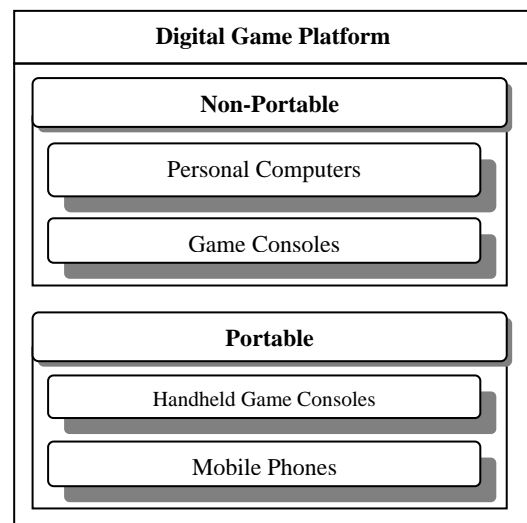 Digital Game Platform
Non-Portable
Personal Computers
Game Consoles
Portable
Handheld Game Consoles
Mobile Phones